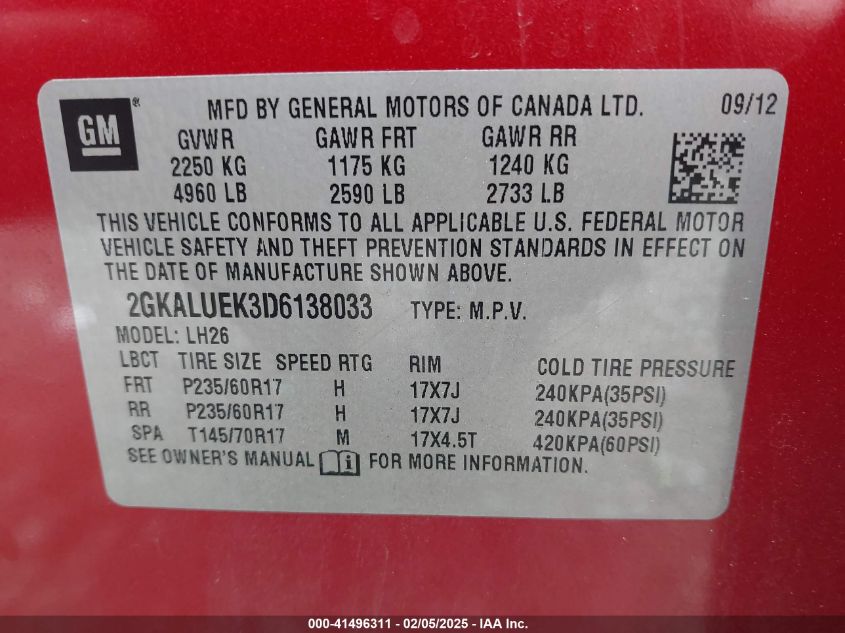 GM
MFD BY GENERAL MOTORS OF CANADA LTD. 09/12
GVWR GAWR FRT GAWR RR
2250 KG 1175 KG 1240 KG
4960 LB 2590 LB 2733 LB
THIS VEHICLE CONFORMS TO ALL APPLICABLE U.S. FEDERAL MOTOR
VEHICLE SAFETY AND THEFT PREVENTION STANDARDS IN EFFECT ON
THE DATE OF MANUFACTURE SHOWN ABOVE.
2GKALUEK3D6138033 TYPE: M.P.V.
MODEL: LH26
LBCT TIRE SIZE SPEED RTG RIM COLD TIRE PRESSURE
FRT P235/60R17 H 17X7J 240KPA(35PSI)
RR P235/60R17 H 17X7J 240KPA(35PSI)
SPA T145/70R17 M 17X4.5T 420KPA(60PSI)
SEE OWNER'S MANUAL i FOR MORE INFORMATION.
000-41496311 - 02/05/2025 - Copyright © IAA, Inc.